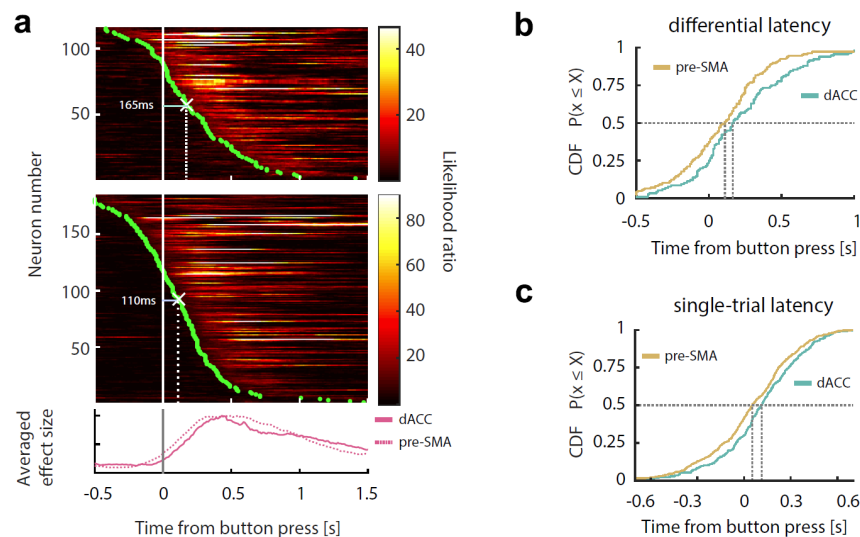 a
100
50
165ms
40
30
20
10
Likelihood ratio
Neuron number
150
100
50
110ms
80
60
40
20
Likelihood ratio
Averaged
effect size
dACC
pre-SMA
-0.5
0
0.5
1
1.5
Time from button press [s]
b
differential latency
1
0.75
0.5
0.25
0
CDF P(x ≤ X)
pre-SMA
dACC
-0.5
0
0.5
1
Time from button press [s]
c
single-trial latency
1
0.75
0.5
0.25
0
CDF P(x ≤ X)
pre-SMA
dACC
-0.6
-0.3
0
0.3
0.6
Time from button press [s]